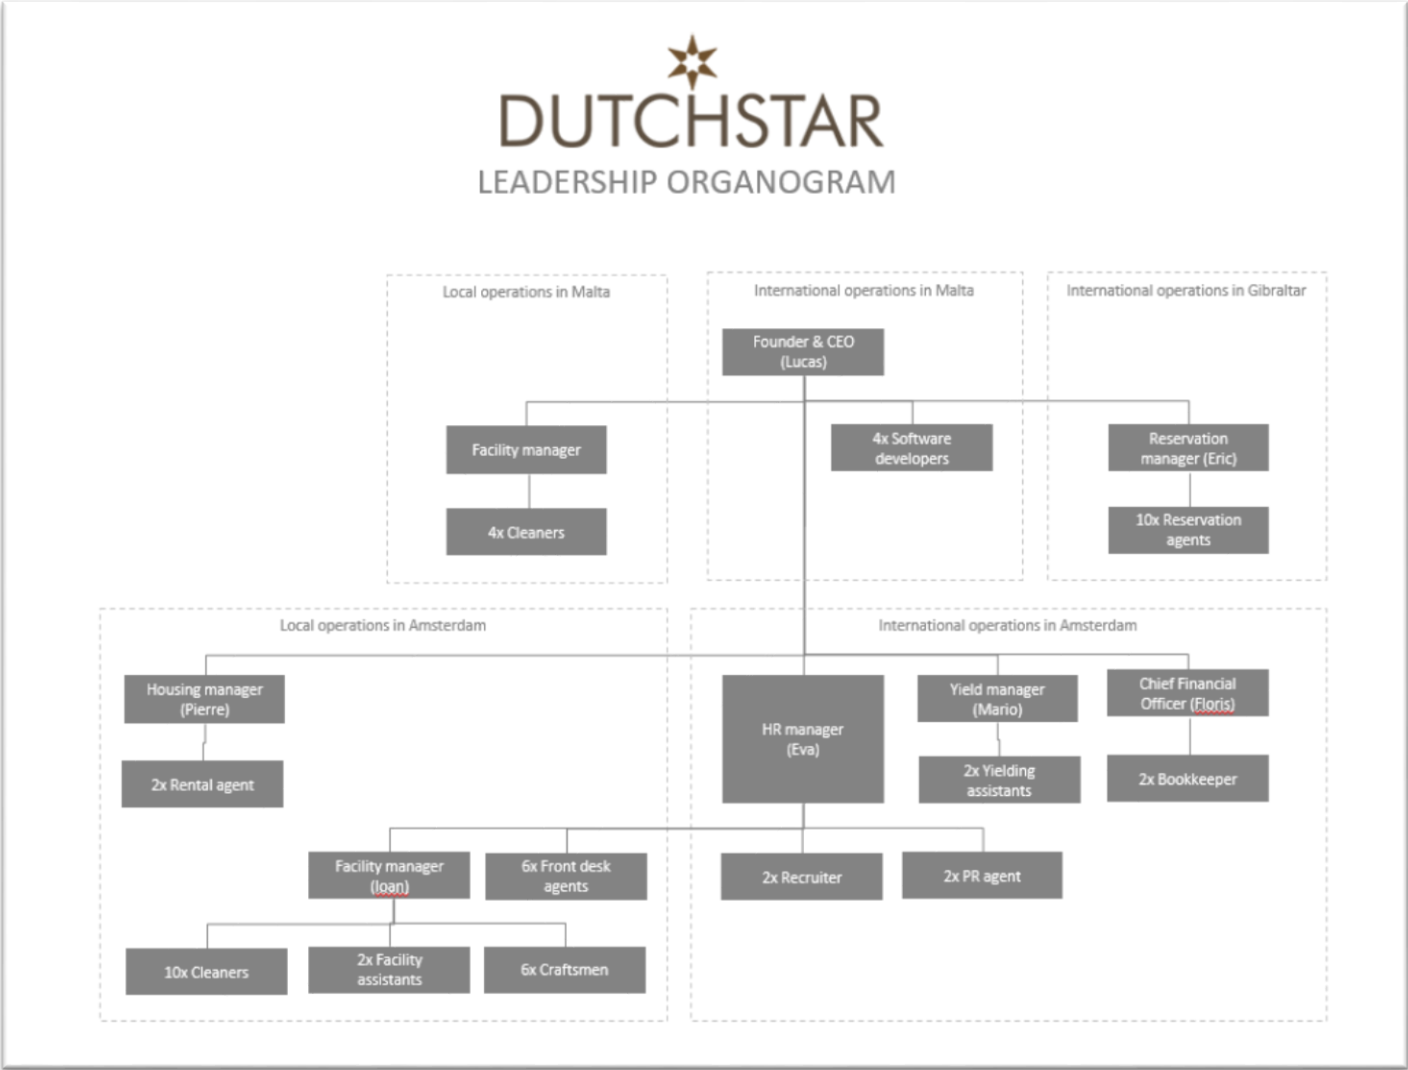 DUTCHSTAR
LEADERSHIP ORGANOGRAM
Local operations in Malta
Facility manager
4x Cleaners
International operations in Malta
Founder & CEO
(Lucas)
4x Software
developers
International operations in Gibraltar
Reservation
manager (Eric)
10x Reservation
agents
Local operations in Amsterdam
Housing manager
(Pierre)
2x Rental agent
Facility manager
(Ioan)
6x Front desk
agents
10x Cleaners
2x Facility
assistants
6x Craftsmen
International operations in Amsterdam
HR manager
(Eva)
Yield manager
(Mario)
Chief Financial
Officer (Floris)
2x Yielding
assistants
2x Bookkeeper
2x Recruiter
2x PR agent